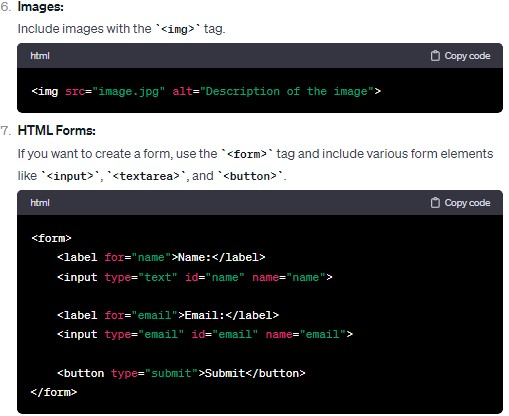 6. Images:
Include images with the `<img>` tag.
html Copy code
<img src="image.jpg" alt="Description of the image">
7. HTML Forms:
If you want to create a form, use the `<form>` tag and include various form elements
like `<input>`, `<textarea>`, and `<button>`.
html Copy code
<form>
    <label for="name">Name:</label>
    <input type="text" id="name" name="name">
    <label for="email">Email:</label>
    <input type="email" id="email" name="email">
    <button type="submit">Submit</button>
</form>